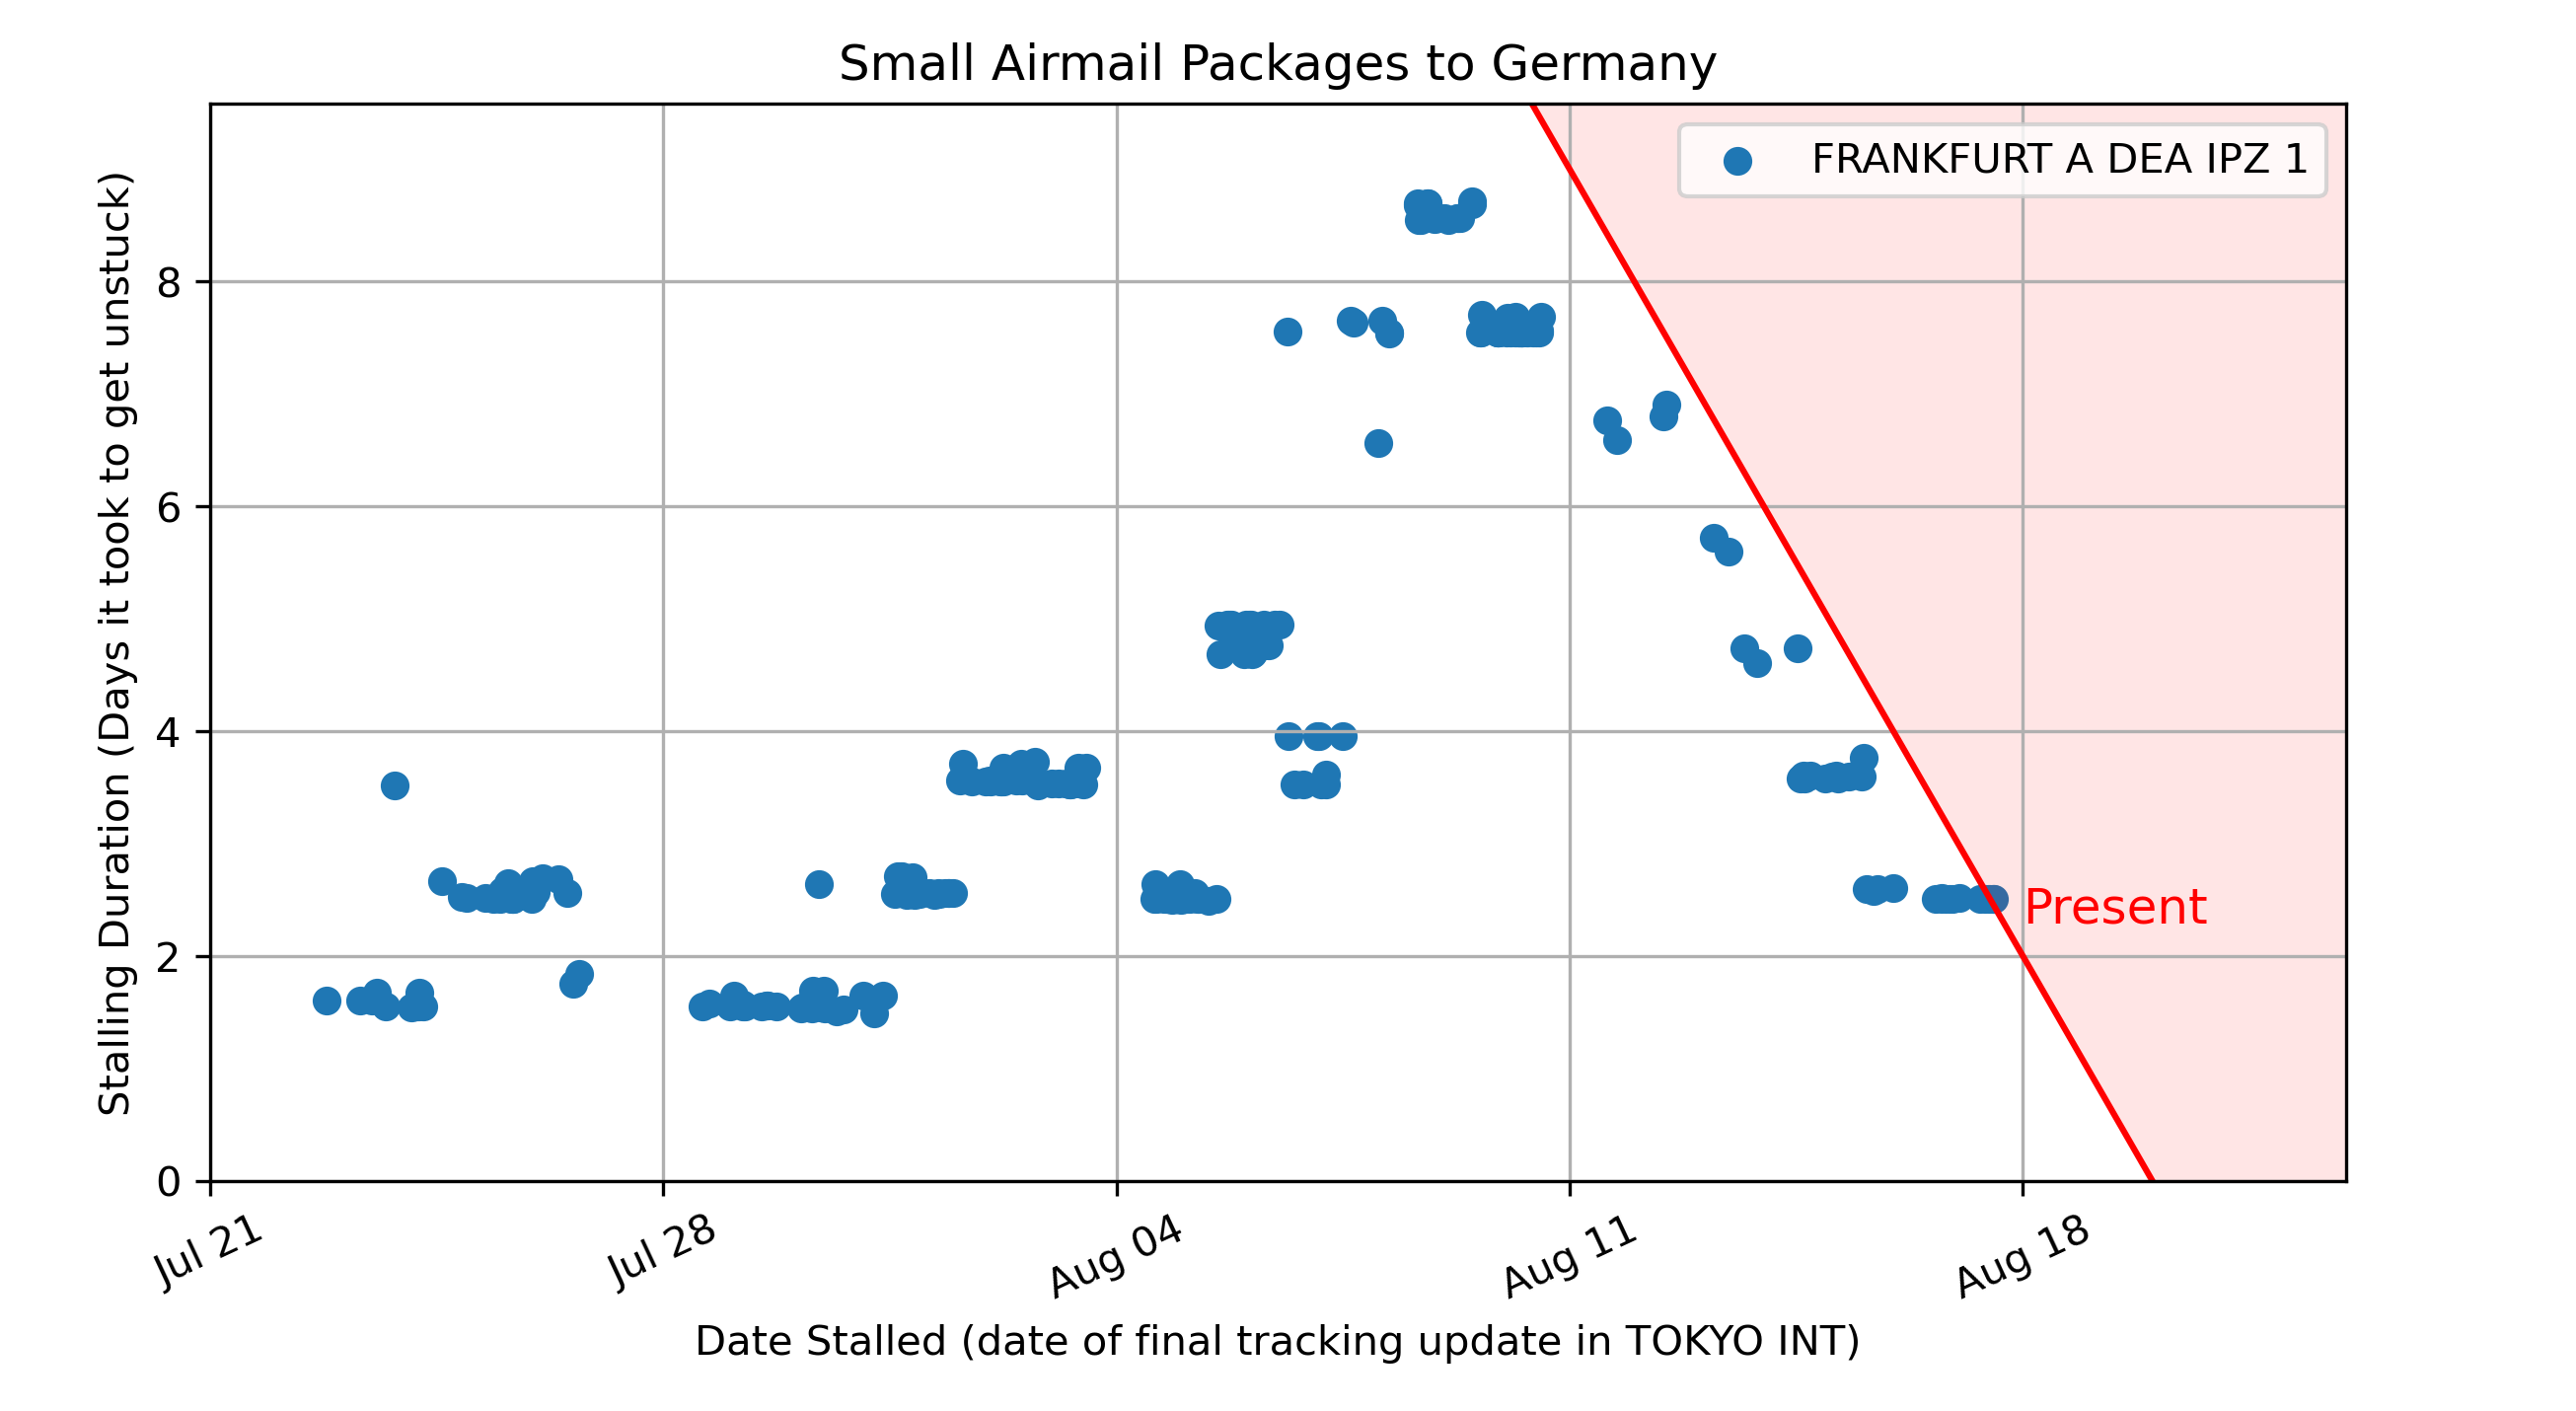 Small Airmail Packages to Germany
FRANKFURT A DEA IPZ 1
Stalling Duration (Days it took to get unstuck)
8
6
4
2
0
Present
Jul 21
Jul 28
Aug 04
Aug 11
Aug 18
Date Stalled (date of final tracking update in TOKYO INT)